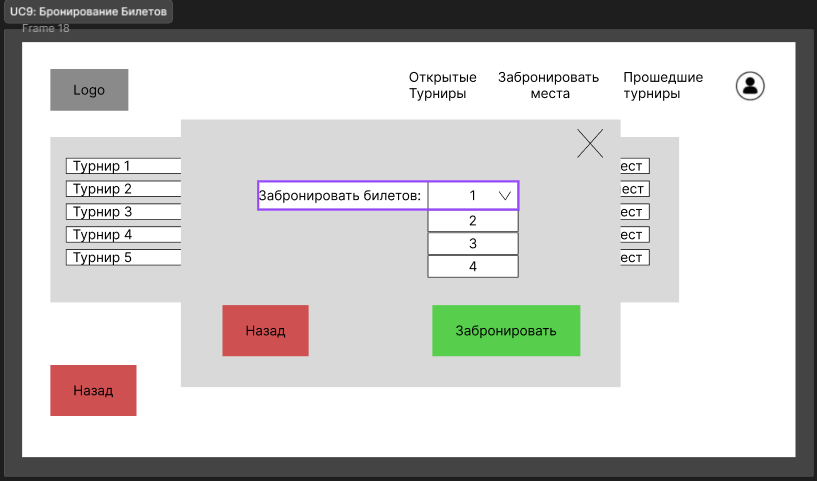 UC9: Бронирование Билетов
Frame 18
Logo
Открытые
Турниры
Забронировать
места
Прошедшие
турниры
Турнир 1
ест
Турнир 2
ест
Турнир 3
ест
Турнир 4
ест
Турнир 5
ест
Забронировать билетов:
1
2
3
4
Назад
Забронировать
Назад